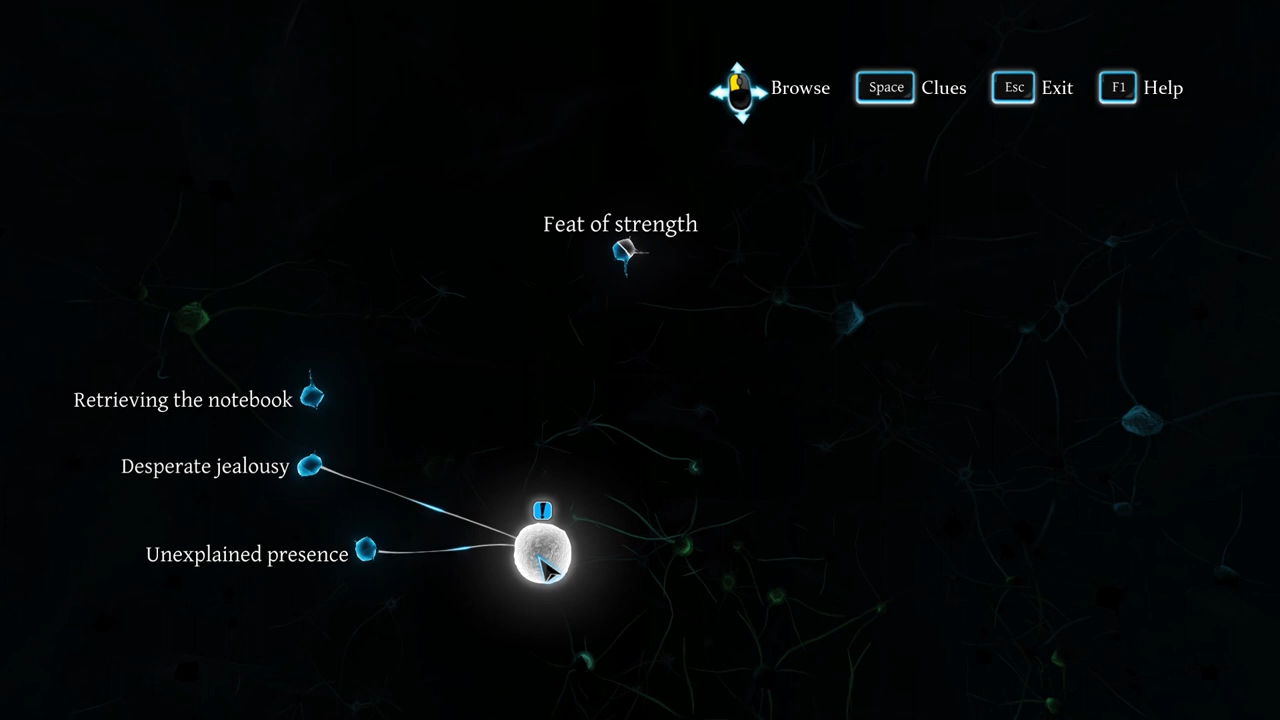 Browse
Space
Clues
Esc
Exit
F1
Help
Feat of strength
Retrieving the notebook
Desperate jealousy
!
Unexplained presence